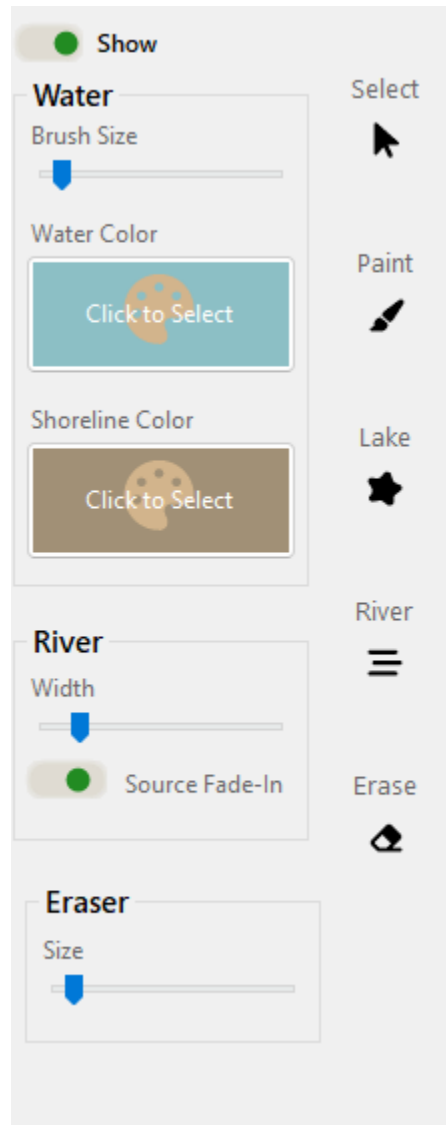 Show
Water
Brush Size
Water Color
Click to Select
Shoreline Color
Click to Select
River
Width
Source Fade-In
Eraser
Size
Select
Paint
Lake
River
Erase